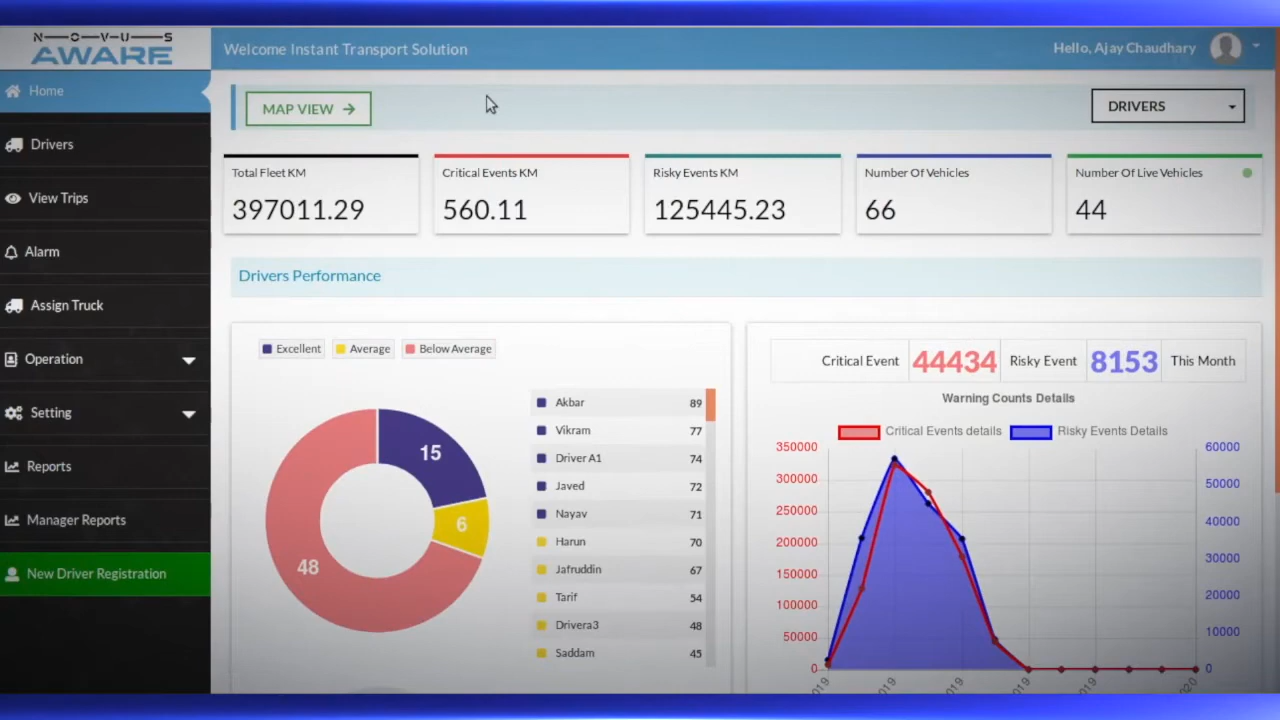 N—O—V—U—S
AWARE
Welcome Instant Transport Solution
Hello, Ajay Chaudhary
Home
Drivers
View Trips
Alarm
Assign Truck
Operation
Setting
Reports
Manager Reports
New Driver Registration
MAP VIEW →
DRIVERS
Total Fleet KM
397011.29
Critical Events KM
560.11
Risky Events KM
125445.23
Number Of Vehicles
66
Number Of Live Vehicles
44
Drivers Performance
Excellent Average Below Average
15
6
48
Akbar 89
Vikram 77
Driver A1 74
Javed 72
Nayav 71
Harun 70
Jafruddin 67
Tarif 54
Drivera3 48
Saddam 45
Critical Event 44434 Risky Event 8153 This Month
Warning Counts Details
Critical Events details Risky Events Details
350000
300000
250000
200000
150000
100000
50000
0
60000
50000
40000
30000
20000
10000
0